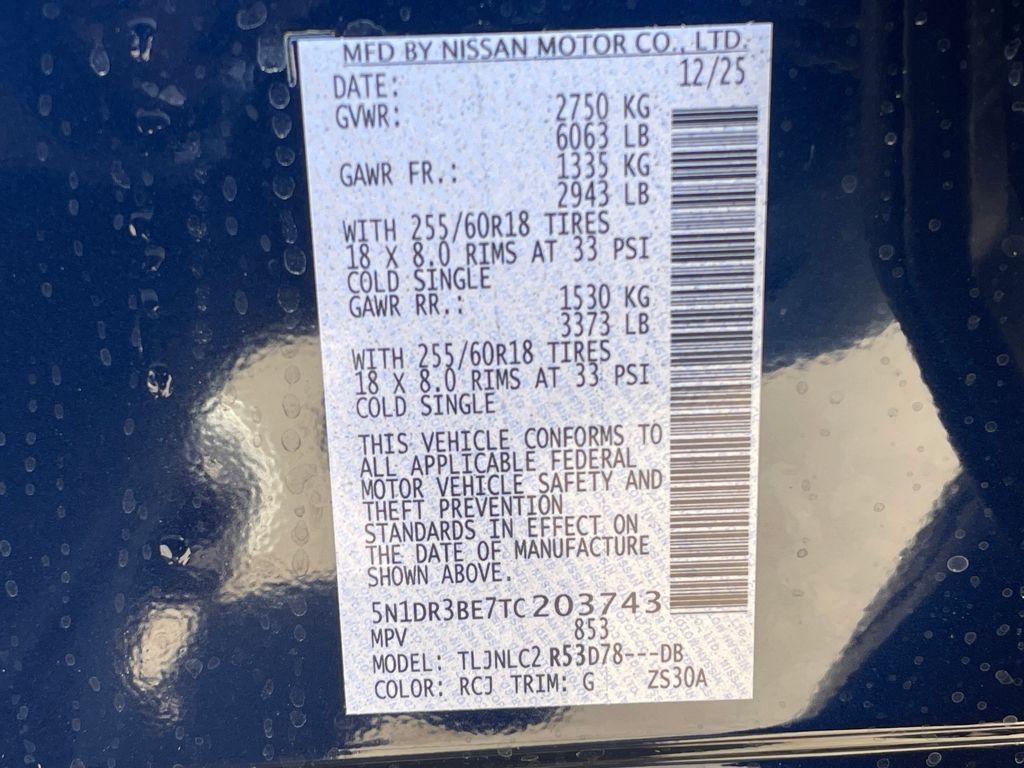 MFD BY NISSAN MOTOR CO., LTD.
DATE: 12/25
GVWR: 2750 KG
6063 LB
GAWR FR.: 1335 KG
2943 LB
WITH 255/60R18 TIRES
18 X 8.0 RIMS AT 33 PSI
COLD SINGLE
GAWR RR.: 1530 KG
3373 LB
WITH 255/60R18 TIRES
18 X 8.0 RIMS AT 33 PSI
COLD SINGLE
THIS VEHICLE CONFORMS TO
ALL APPLICABLE FEDERAL
MOTOR VEHICLE SAFETY AND
THEFT PREVENTION
STANDARDS IN EFFECT ON
THE DATE OF MANUFACTURE
SHOWN ABOVE.
5N1DR3BE7TC203743
MPV 853
MODEL: TLJNLC2 R53D78---DB
COLOR: RCJ TRIM: G ZS30A